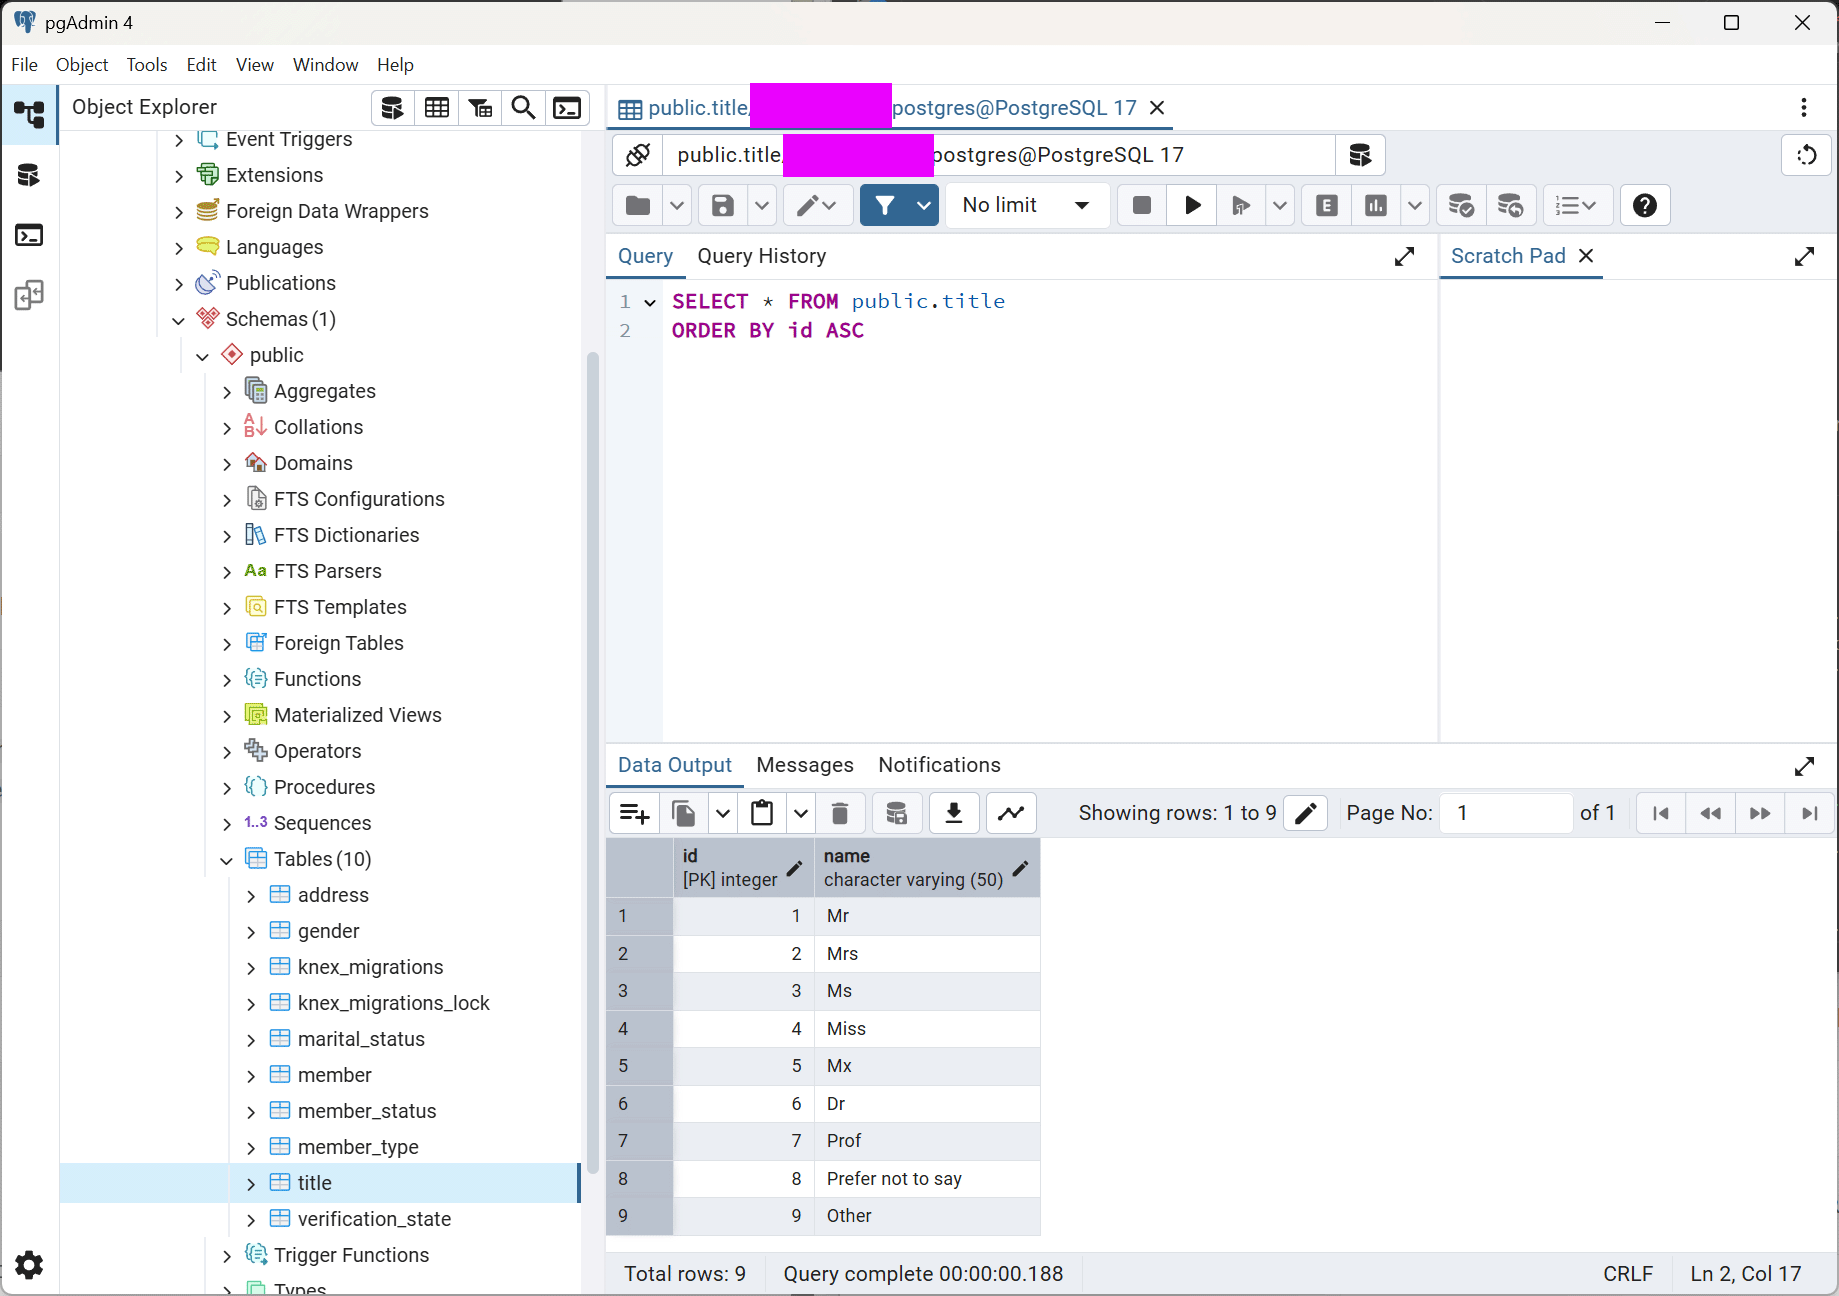 pgAdmin 4
File Object Tools Edit View Window Help
Object Explorer
Event Triggers
Extensions
Foreign Data Wrappers
Languages
Publications
Schemas (1)
public
Aggregates
Collations
Domains
FTS Configurations
FTS Dictionaries
Aa FTS Parsers
FTS Templates
Foreign Tables
Functions
Materialized Views
Operators
Procedures
1..3 Sequences
Tables (10)
address
gender
knex_migrations
knex_migrations_lock
marital_status
member
member_status
member_type
title
verification_state
Trigger Functions
Types
public.title/ postgres@PostgreSQL 17
public.title/ postgres@PostgreSQL 17
No limit
E
Query Query History
Scratch Pad
1 SELECT * FROM public.title
2 ORDER BY id ASC
Data Output Messages Notifications
Showing rows: 1 to 9 Page No: 1 of 1
id name
[PK] integer character varying (50)
1 1 Mr
2 2 Mrs
3 3 Ms
4 4 Miss
5 5 Mx
6 6 Dr
7 7 Prof
8 8 Prefer not to say
9 9 Other
Total rows: 9 Query complete 00:00:00.188 CRLF Ln 2, Col 17